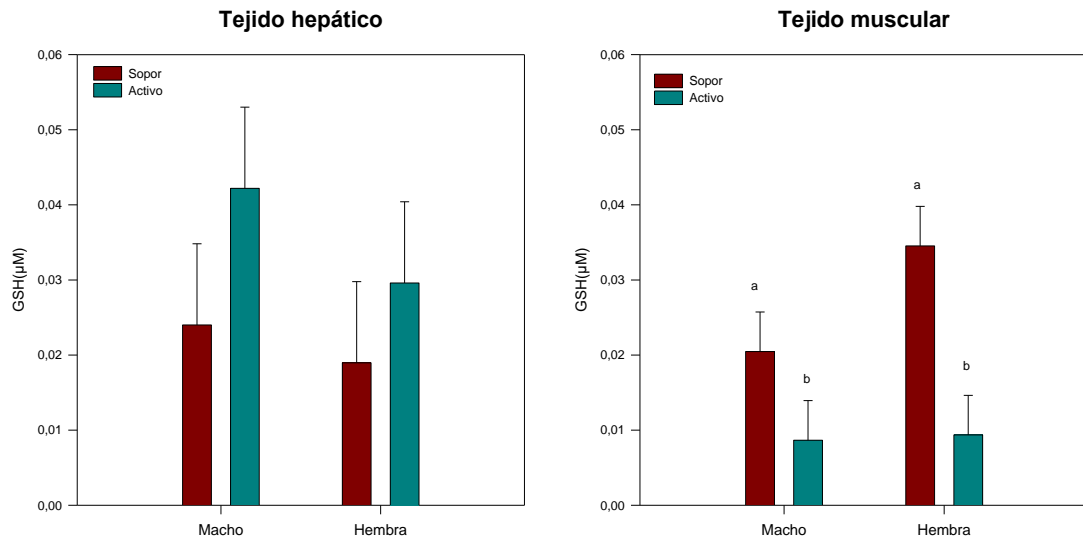 Tejido hepático
0,06
0,05
0,04
0,03
0,02
0,01
0,00
GSH(µM)
Sopor
Activo
Macho
Hembra
Tejido muscular
0,06
0,05
0,04
0,03
0,02
0,01
0,00
GSH(µM)
Sopor
Activo
a
b
a
b
Macho
Hembra